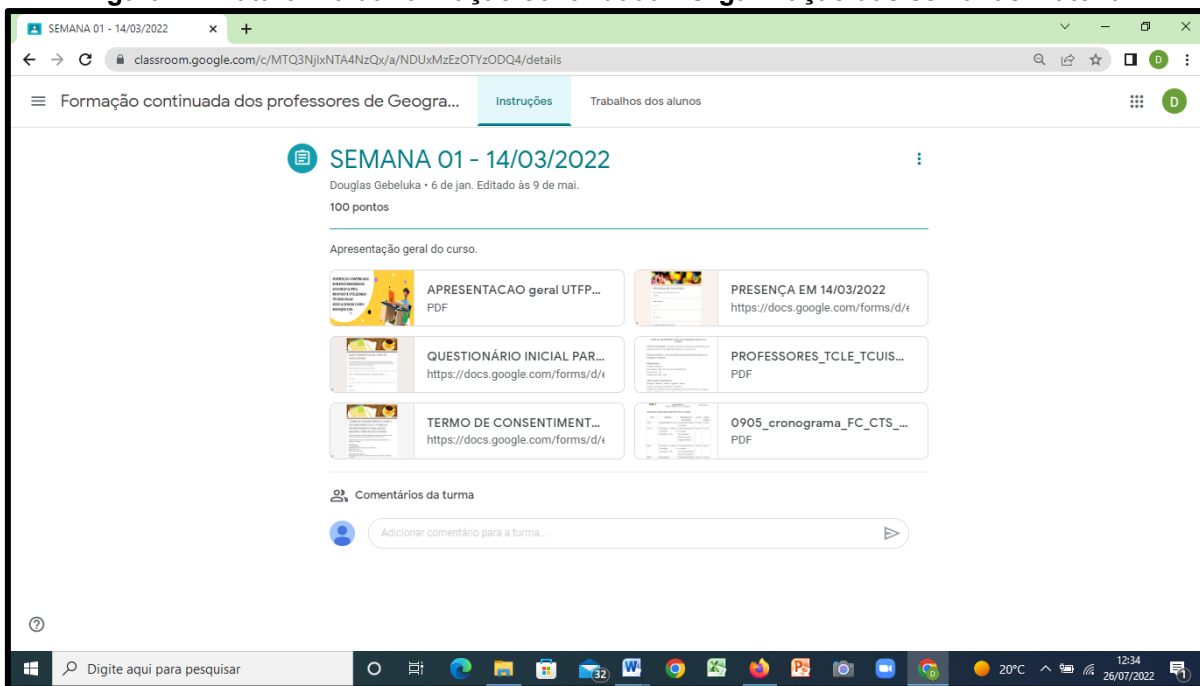 SEMANA 01 - 14/03/2022
classroom.google.com/c/MTQ3NjIxNTA4NzQx/a/NDUxMzEzOTYzODQ4/details
Formação continuada dos professores de Geogra... Instruções Trabalhos dos alunos D
SEMANA 01 - 14/03/2022
Douglas Gebeluka • 6 de jan. Editado às 9 de mai.
100 pontos
Apresentação geral do curso.
APRESENTACAO geral UTFP...
PDF
PRESENÇA EM 14/03/2022
https://docs.google.com/forms/d/e
QUESTIONÁRIO INICIAL PAR...
https://docs.google.com/forms/d/e
PROFESSORES_TCLE_TCUIS...
PDF
TERMO DE CONSENTIMENT...
https://docs.google.com/forms/d/e
0905_cronograma_FC_CTS_...
PDF
Comentários da turma
Adicionar comentário para a turma...
Digite aqui para pesquisar
32
20°C
12:34
26/07/2022